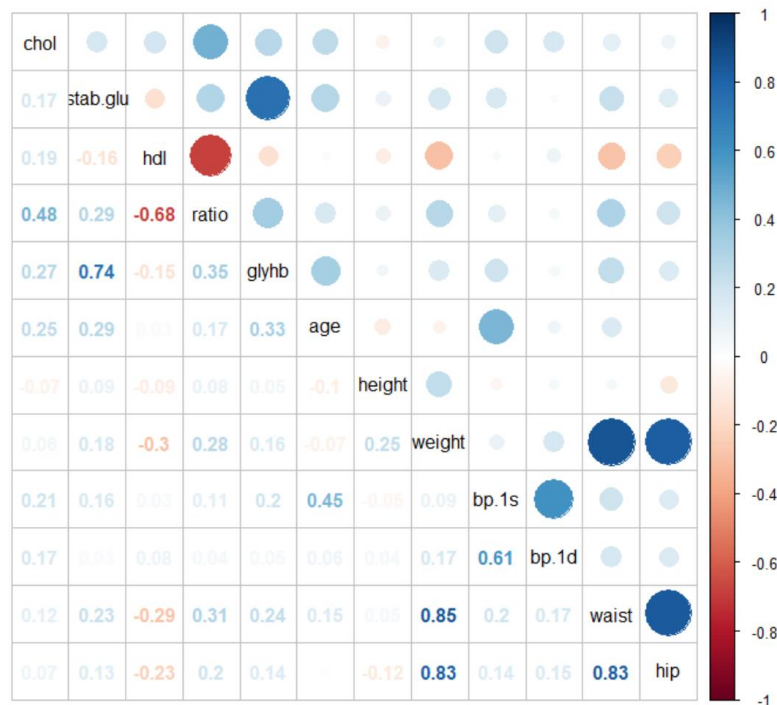 chol
0.17 stab.glu
0.19 -0.16 hdl
0.48 0.29 -0.68 ratio
0.27 0.74 -0.15 0.35 glyhb
0.25 0.29 0.17 0.33 age
-0.07 0.09 -0.09 0.08 0.05 -0.1 height
0.06 0.18 -0.3 0.28 0.16 -0.07 0.25 weight
0.21 0.16 0.03 0.11 0.2 0.45 -0.05 0.09 bp.1s
0.17 0.08 0.04 0.05 0.06 0.04 0.17 0.61 bp.1d
0.12 0.23 -0.29 0.31 0.24 0.15 0.05 0.85 0.2 0.17 waist
0.07 0.13 -0.23 0.2 0.14 -0.12 0.83 0.14 0.15 0.83 hip
1
0.8
0.6
0.4
0.2
0
-0.2
-0.4
-0.6
-0.8
-1